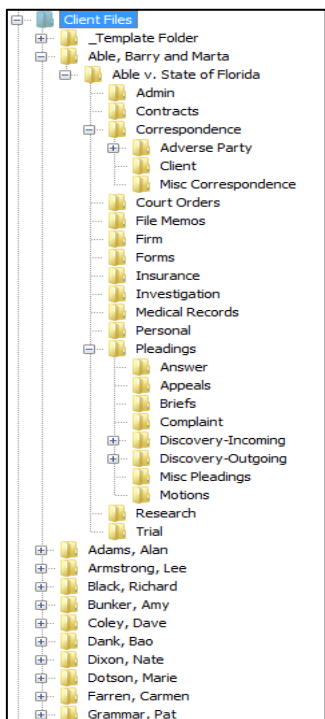 Client Files
_Template Folder
Able, Barry and Marta
Able v. State of Florida
Admin
Contracts
Correspondence
Adverse Party
Client
Misc Correspondence
Court Orders
File Memos
Firm
Forms
Insurance
Investigation
Medical Records
Personal
Pleadings
Answer
Appeals
Briefs
Complaint
Discovery-Incoming
Discovery-Outgoing
Misc Pleadings
Motions
Research
Trial
Adams, Alan
Armstrong, Lee
Black, Richard
Bunker, Amy
Coley, Dave
Dank, Bao
Dixon, Nate
Dotson, Marie
Farren, Carmen
Grammar, Pat